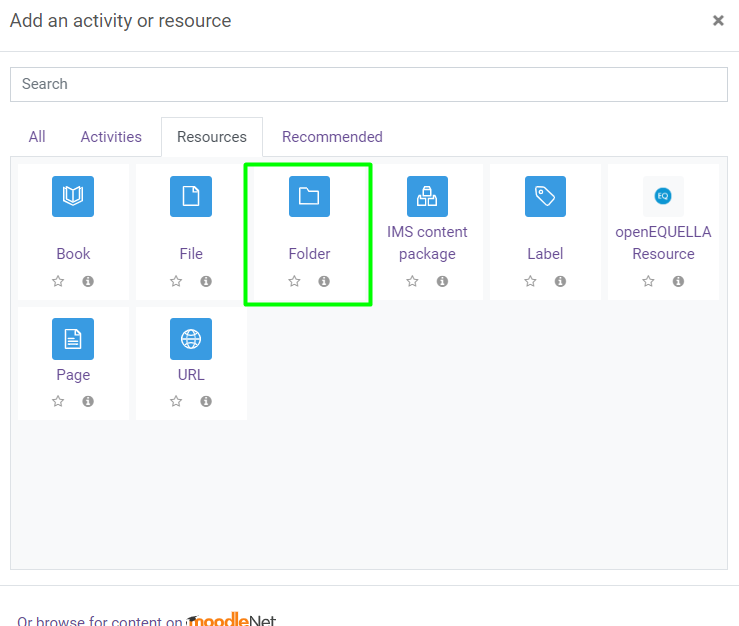 Add an activity or resource
×
Search
All Activities Resources Recommended
Book
File
Folder
IMS content
package
Label
EQ
openEQUELLA
Resource
Page
URL
Or browse for content on moodleNet